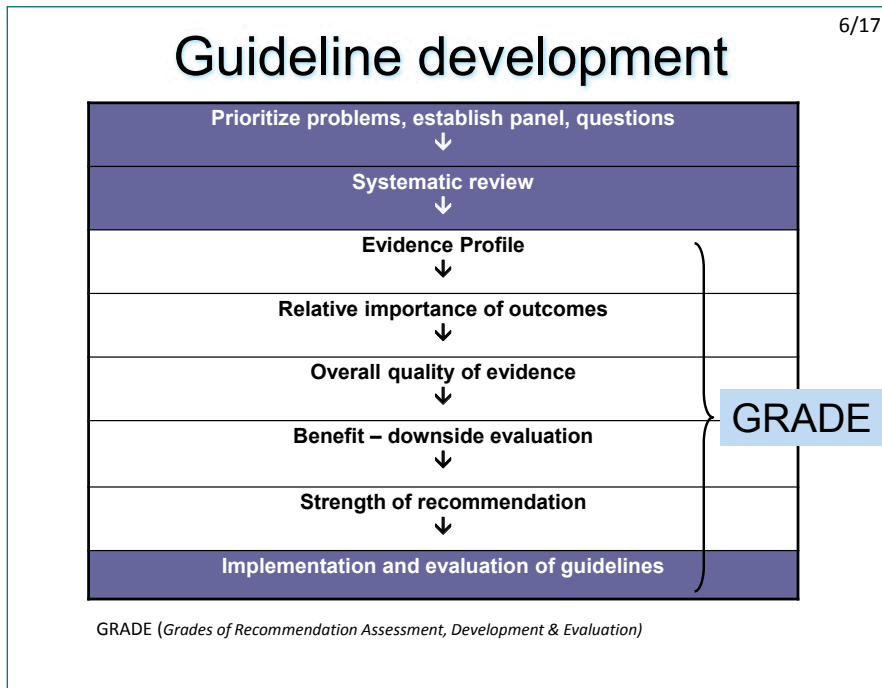 6/17
Guideline development
Prioritize problems, establish panel, questions
↓
Systematic review
↓
Evidence Profile
↓
Relative importance of outcomes
↓
Overall quality of evidence
↓
Benefit – downside evaluation
↓
Strength of recommendation
↓
Implementation and evaluation of guidelines
GRADE
GRADE (Grades of Recommendation Assessment, Development & Evaluation)